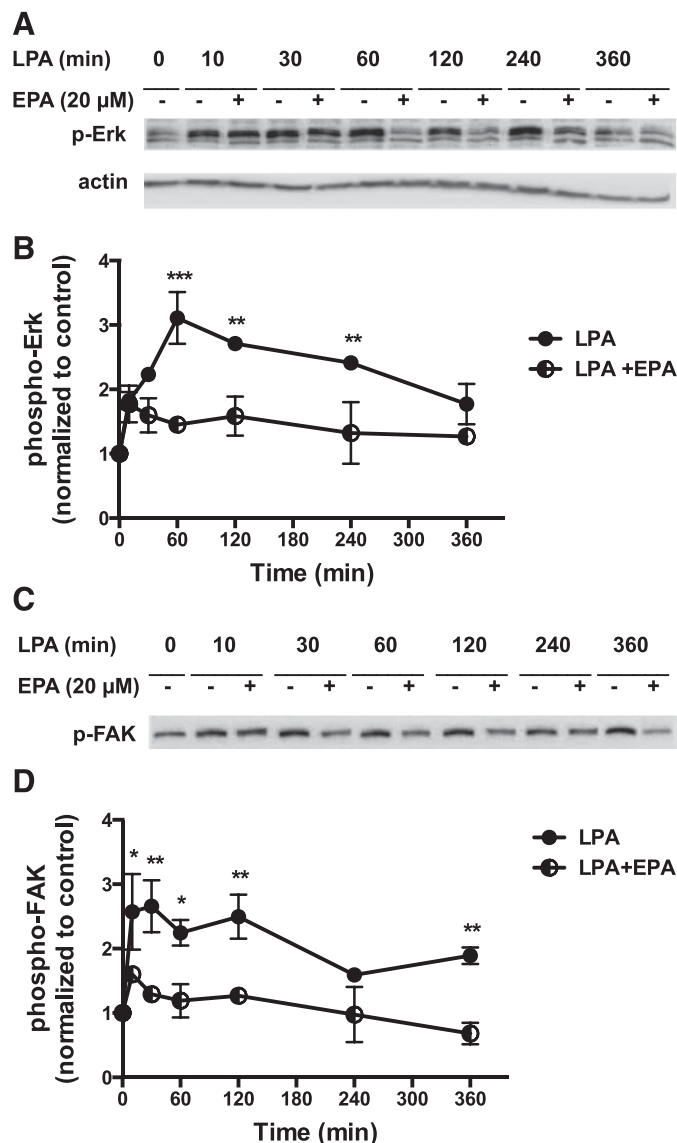 A
LPA (min) 0 10 30 60 120 240 360
EPA (20 µM) - - + - + - + - + - + - +
p-Erk
actin
B
phospho-Erk
(normalized to control)
4
3
2
1
0
***
**
**
LPA
LPA +EPA
0 60 120 180 240 300 360
Time (min)
C
LPA (min) 0 10 30 60 120 240 360
EPA (20 µM) - - + - + - + - + - + - +
p-FAK
D
phospho-FAK
(normalized to control)
4
3
2
1
0
*
**
*
**
**
LPA
LPA+EPA
0 60 120 180 240 300 360
Time (min)